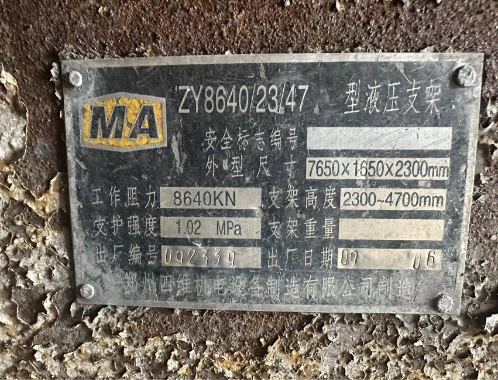 MA
ZY8640/23/47 型液压支架
安全标志编号
外型尺寸 7650×1650×2300mm
工作阻力 8640KN 支架高度 2300~4700mm
支护强度 1.02 MPa 支架重量
出厂编号 092339 出厂日期 09 06
郑州四维机电设备制造有限公司制造